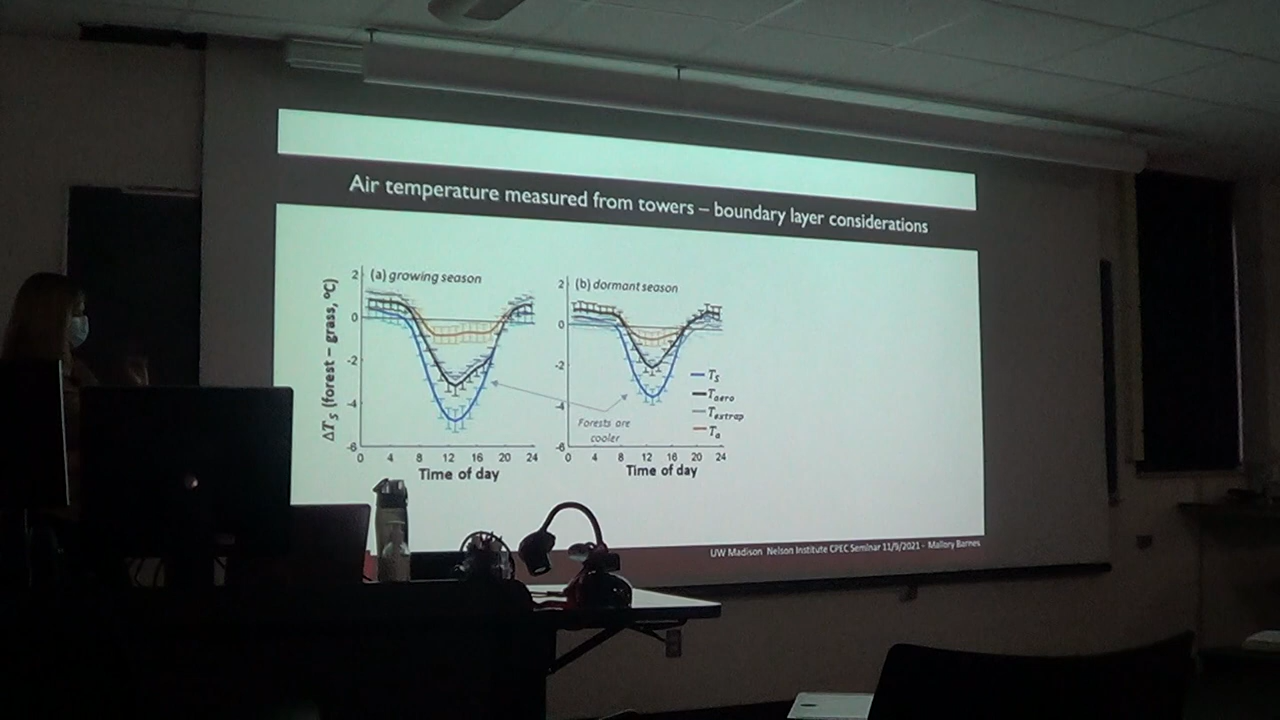 Air temperature measured from towers – boundary layer considerations
ΔT_S (forest – grass, °C)
(a) growing season
2
0
-2
-4
-6
0 4 8 12 16 20 24
Time of day
(b) dormant season
2
0
-2
-4
-6
0 4 8 12 16 20 24
Time of day
Forests are
cooler
T_S
T_aero
T_extrap
T_a
UW Madison Nelson Institute CPEC Seminar 11/9/2021 - Mallory Barnes